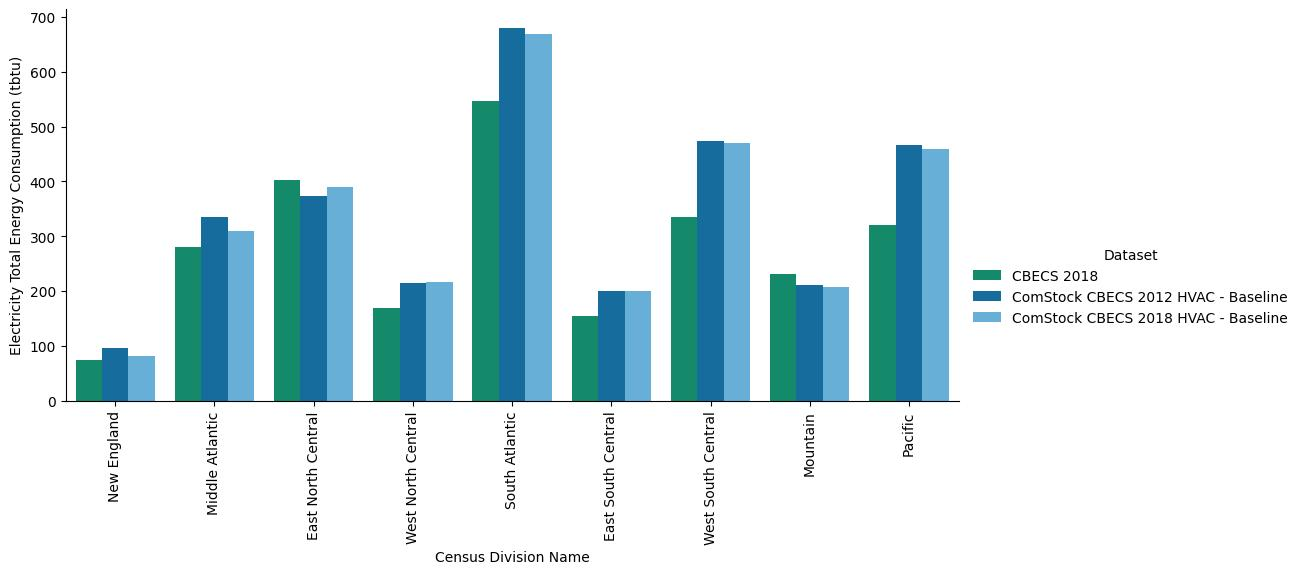 Electricity Total Energy Consumption (tbtu)
700
600
500
400
300
200
100
0
New England
Middle Atlantic
East North Central
West North Central
South Atlantic
East South Central
West South Central
Mountain
Pacific
Census Division Name
Dataset
CBECS 2018
ComStock CBECS 2012 HVAC - Baseline
ComStock CBECS 2018 HVAC - Baseline